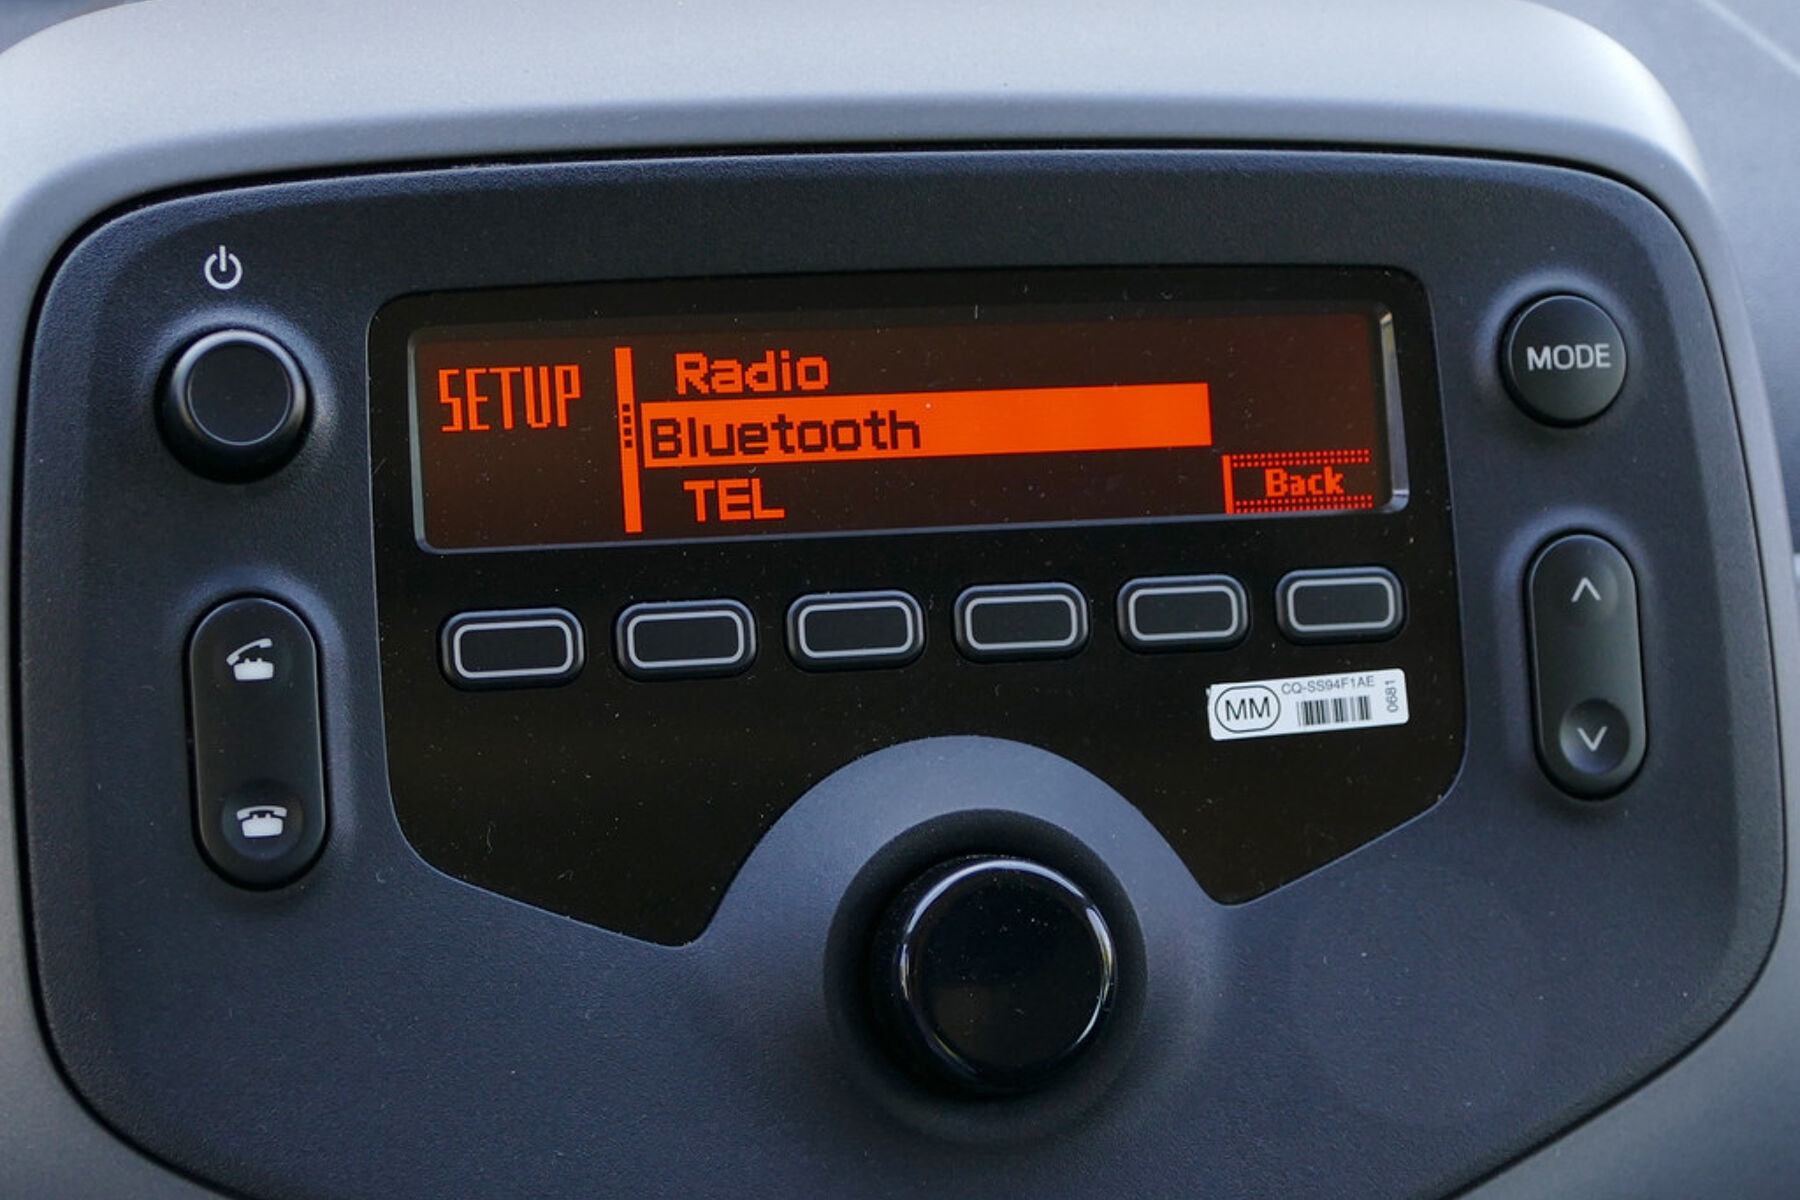 SETUP
Radio
Bluetooth
TEL
Back
MODE
MM
CQ-SS94F1AE
0681